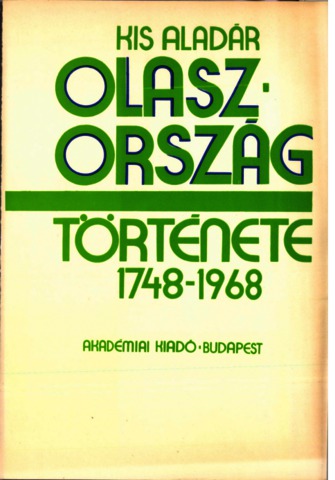 KIS ALADÁR
OLASZ·
ORSZÁG
TÖRTÉNETE
1748-1968
AKADÉMIAI KIADÓ · BUDAPEST